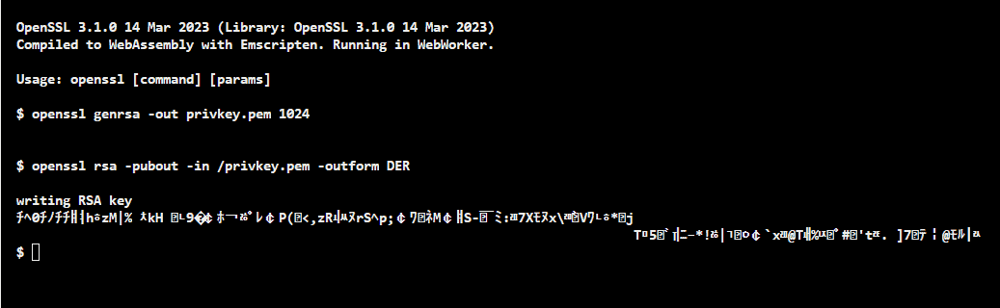 OpenSSL 3.1.0 14 Mar 2023 (Library: OpenSSL 3.1.0 14 Mar 2023)
Compiled to WebAssembly with Emscripten. Running in WebWorker.
Usage: openssl [command] [params]
$ openssl genrsa -out privkey.pem 1024
$ openssl rsa -pubout -in /privkey.pem -outform DER
writing RSA key
$